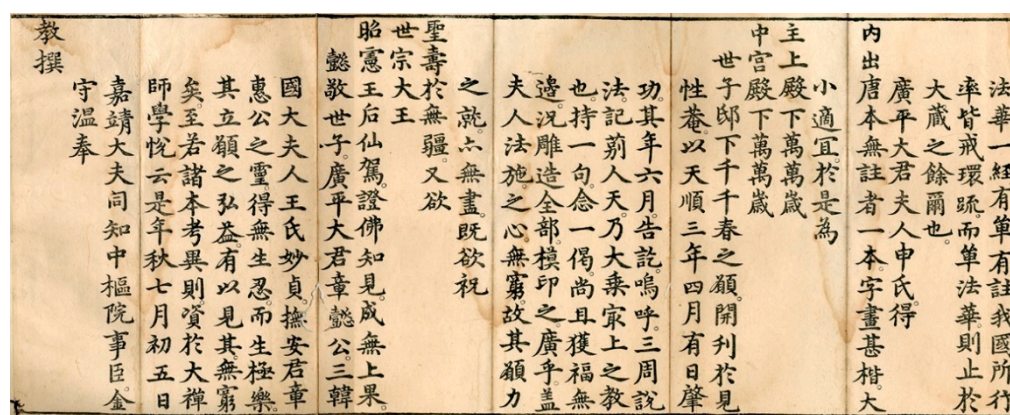 法華一經有單有註我國所行
率皆戒環䟽而單法華則止於
大藏之餘爾也
廣平大君夫人申氏得
内出唐本無註者一本字畫甚楷大
小適宜於是為
主上殿下萬萬歲
中宮殿下萬萬歲
世子邸下千千春之願開利於見
性菴以天順三年四月有日肇
功其年六月告訖嗚呼三周說
法記莂人天乃大乘㝡上之教
也持一句念一偈尚且獲福無
邊况雕造全部模印之廣乎盖
夫人法施之心無窮故其願力
之就亦無盡既欲祝
聖壽於無疆又欲
世宗大王
昭憲王后仙駕證佛知見成無上果
懿敬世子廣平大君章懿公三韓
國大夫人王氏妙貞撫安君章
惠公之靈得無生忍而生極樂
其立願之弘益有以見其無窮
矣至若諸本考異則資於大禪
師學悅云是年秋七月初五日
嘉靖大夫同知中樞院事臣金
守溫奉
教撰